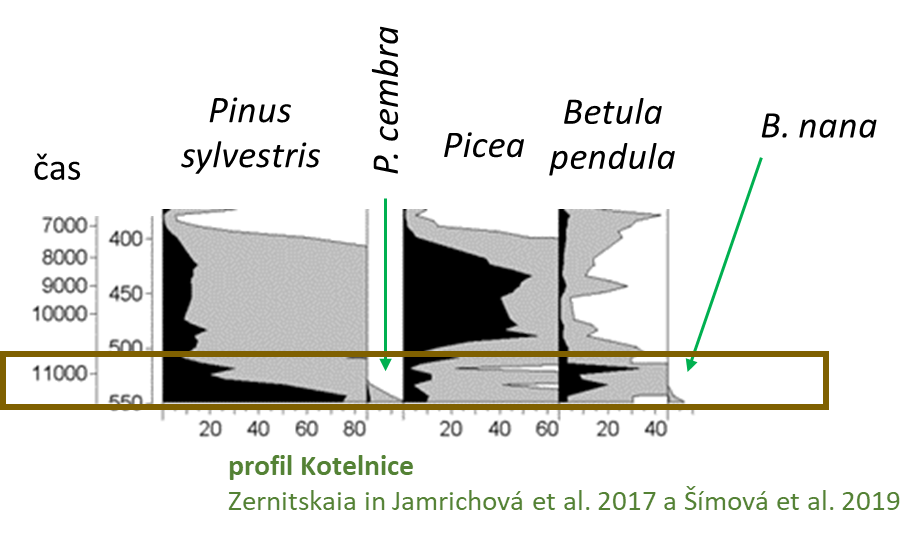 P. cembra
Pinus
sylvestris
Picea
Betula
pendula
B. nana
čas
7000
8000
9000
10000
11000
400
450
500
550
20 40 60 80
20 40 60
20 40
profil Kotelnice
Zernitskaia in Jamrichová et al. 2017 a Šímová et al. 2019